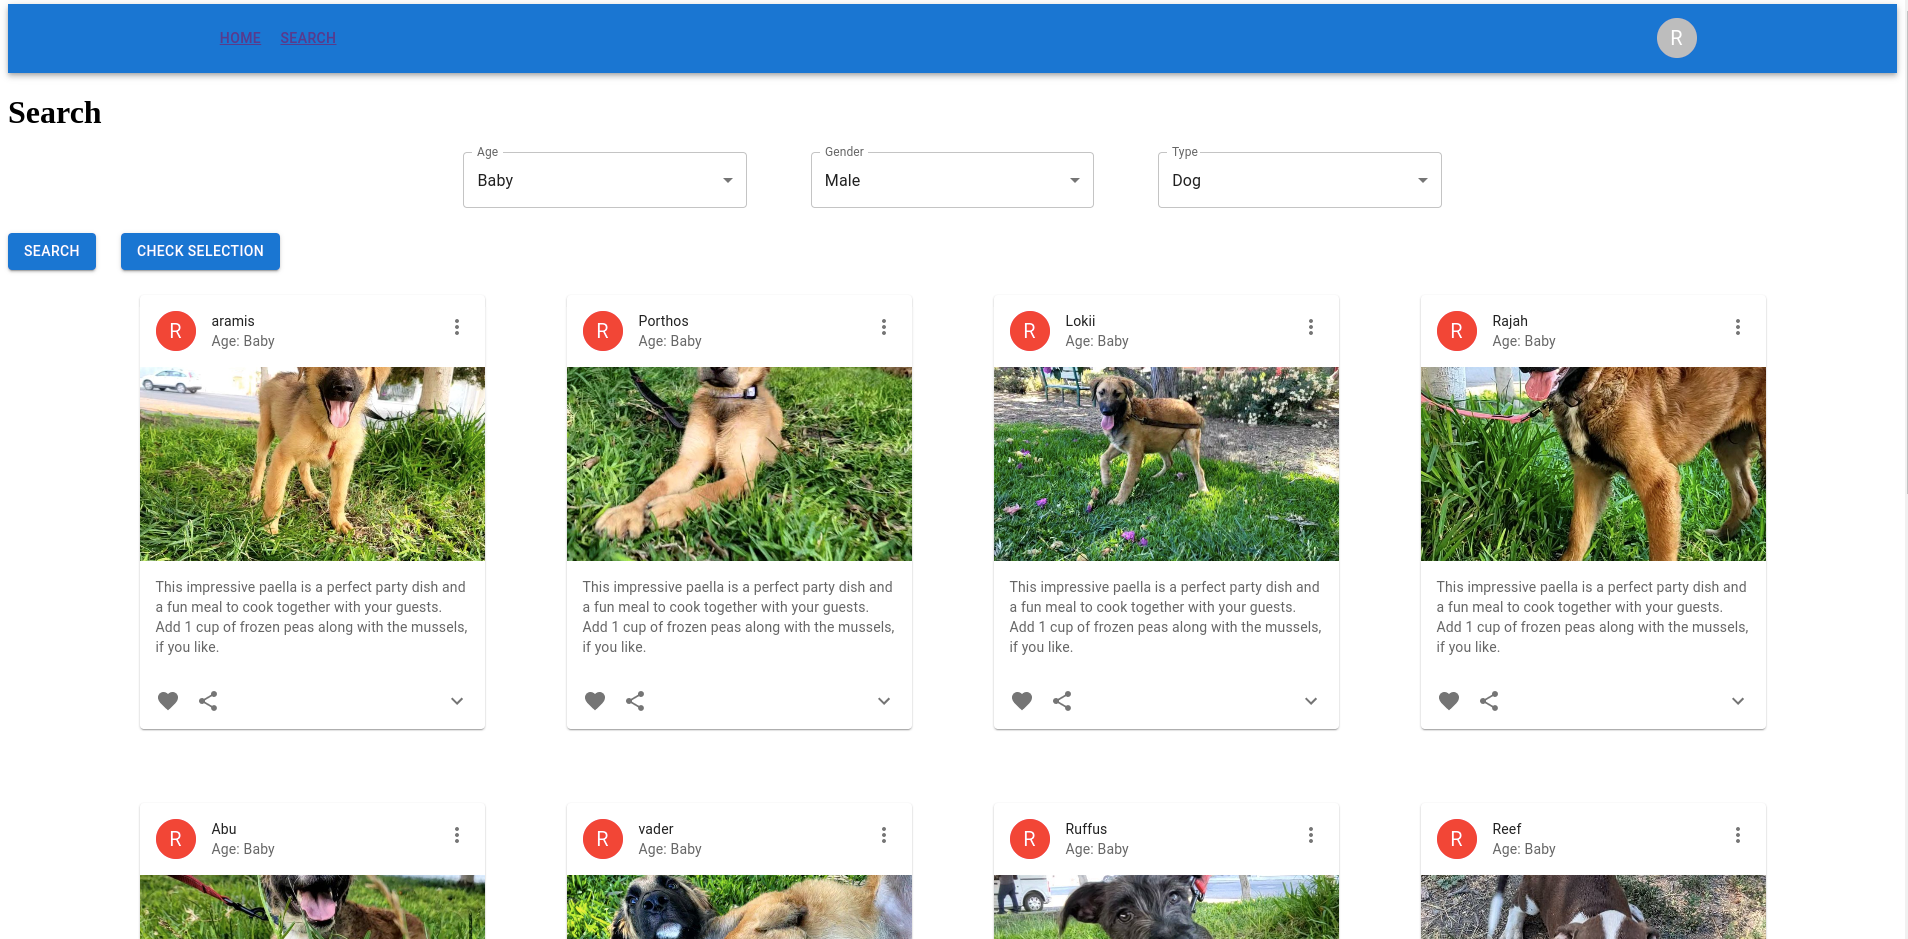 HOME SEARCH R
Search
Age Gender Type
Baby Male Dog
SEARCH CHECK SELECTION
R aramis
Age: Baby
R Porthos
Age: Baby
R Lokii
Age: Baby
R Rajah
Age: Baby
This impressive paella is a perfect party dish and
a fun meal to cook together with your guests.
Add 1 cup of frozen peas along with the mussels,
if you like.
This impressive paella is a perfect party dish and
a fun meal to cook together with your guests.
Add 1 cup of frozen peas along with the mussels,
if you like.
This impressive paella is a perfect party dish and
a fun meal to cook together with your guests.
Add 1 cup of frozen peas along with the mussels,
if you like.
This impressive paella is a perfect party dish and
a fun meal to cook together with your guests.
Add 1 cup of frozen peas along with the mussels,
if you like.
R Abu
Age: Baby
R vader
Age: Baby
R Ruffus
Age: Baby
R Reef
Age: Baby